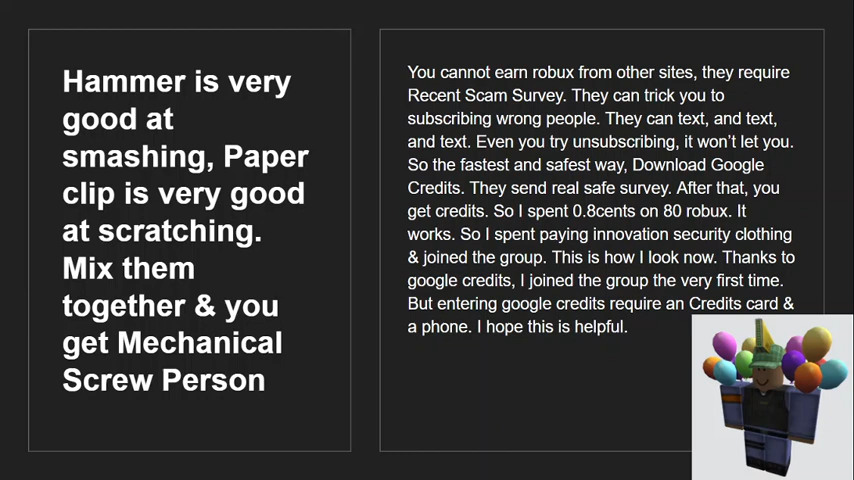 Hammer is very
good at
smashing, Paper
clip is very good
at scratching.
Mix them
together & you
get Mechanical
Screw Person
You cannot earn robux from other sites, they require
Recent Scam Survey. They can trick you to
subscribing wrong people. They can text, and text,
and text. Even you try unsubscribing, it won’t let you.
So the fastest and safest way, Download Google
Credits. They send real safe survey. After that, you
get credits. So I spent 0.8cents on 80 robux. It
works. So I spent paying innovation security clothing
& joined the group. This is how I look now. Thanks to
google credits, I joined the group the very first time.
But entering google credits require an Credits card &
a phone. I hope this is helpful.